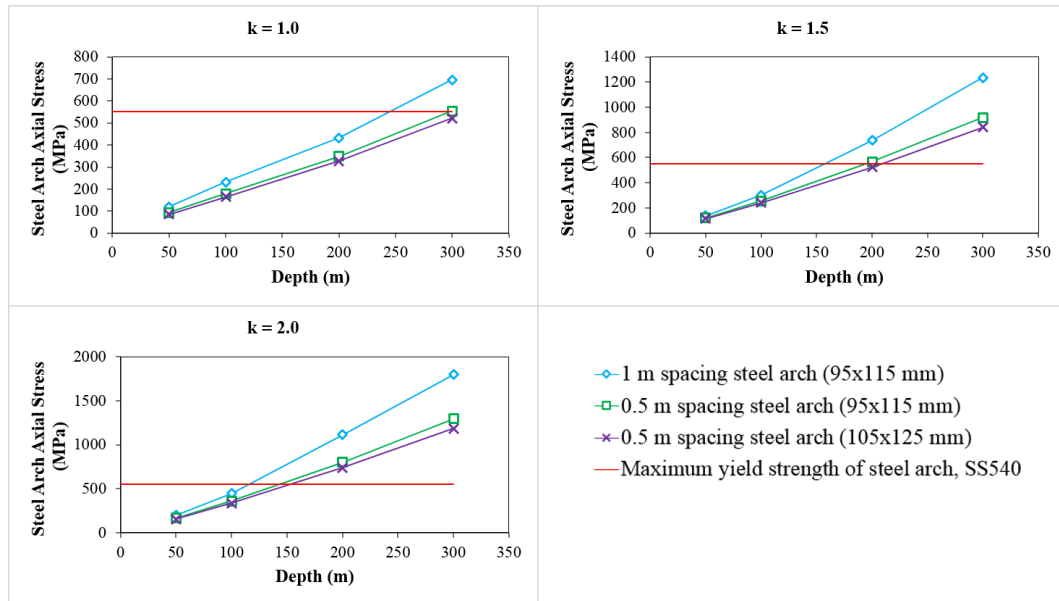 k = 1.0
Steel Arch Axial Stress
(MPa)
800
700
600
500
400
300
200
100
0
0 50 100 150 200 250 300 350
Depth (m)
k = 1.5
Steel Arch Axial Stress
(MPa)
1400
1200
1000
800
600
400
200
0
0 50 100 150 200 250 300 350
Depth (m)
k = 2.0
Steel Arch Axial Stress
(MPa)
2000
1500
1000
500
0
0 50 100 150 200 250 300 350
Depth (m)
1 m spacing steel arch (95x115 mm)
0.5 m spacing steel arch (95x115 mm)
0.5 m spacing steel arch (105x125 mm)
Maximum yield strength of steel arch, SS540